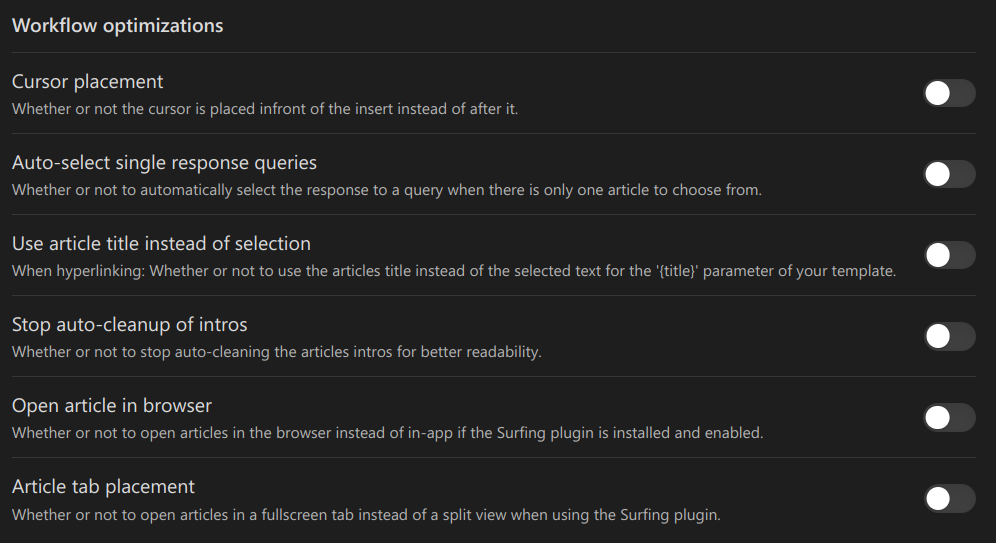 Workflow optimizations
Cursor placement
Whether or not the cursor is placed infront of the insert instead of after it.
Auto-select single response queries
Whether or not to automatically select the response to a query when there is only one article to choose from.
Use article title instead of selection
When hyperlinking: Whether or not to use the articles title instead of the selected text for the '{title}' parameter of your template.
Stop auto-cleanup of intros
Whether or not to stop auto-cleaning the articles intros for better readability.
Open article in browser
Whether or not to open articles in the browser instead of in-app if the Surfing plugin is installed and enabled.
Article tab placement
Whether or not to open articles in a fullscreen tab instead of a split view when using the Surfing plugin.